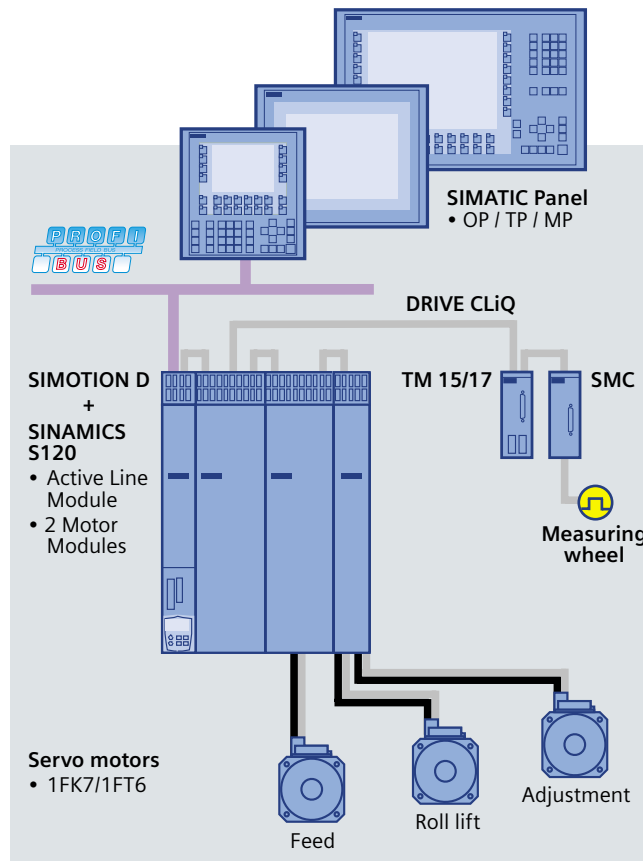 SIMATIC Panel
• OP / TP / MP
PROFI
PROCESS FIELD BUS
BUS
DRIVE CLiQ
SIMOTION D
+
SINAMICS
S120
• Active Line
Module
• 2 Motor
Modules
TM 15/17
SMC
Measuring
wheel
Servo motors
• 1FK7/1FT6
Feed
Roll lift
Adjustment